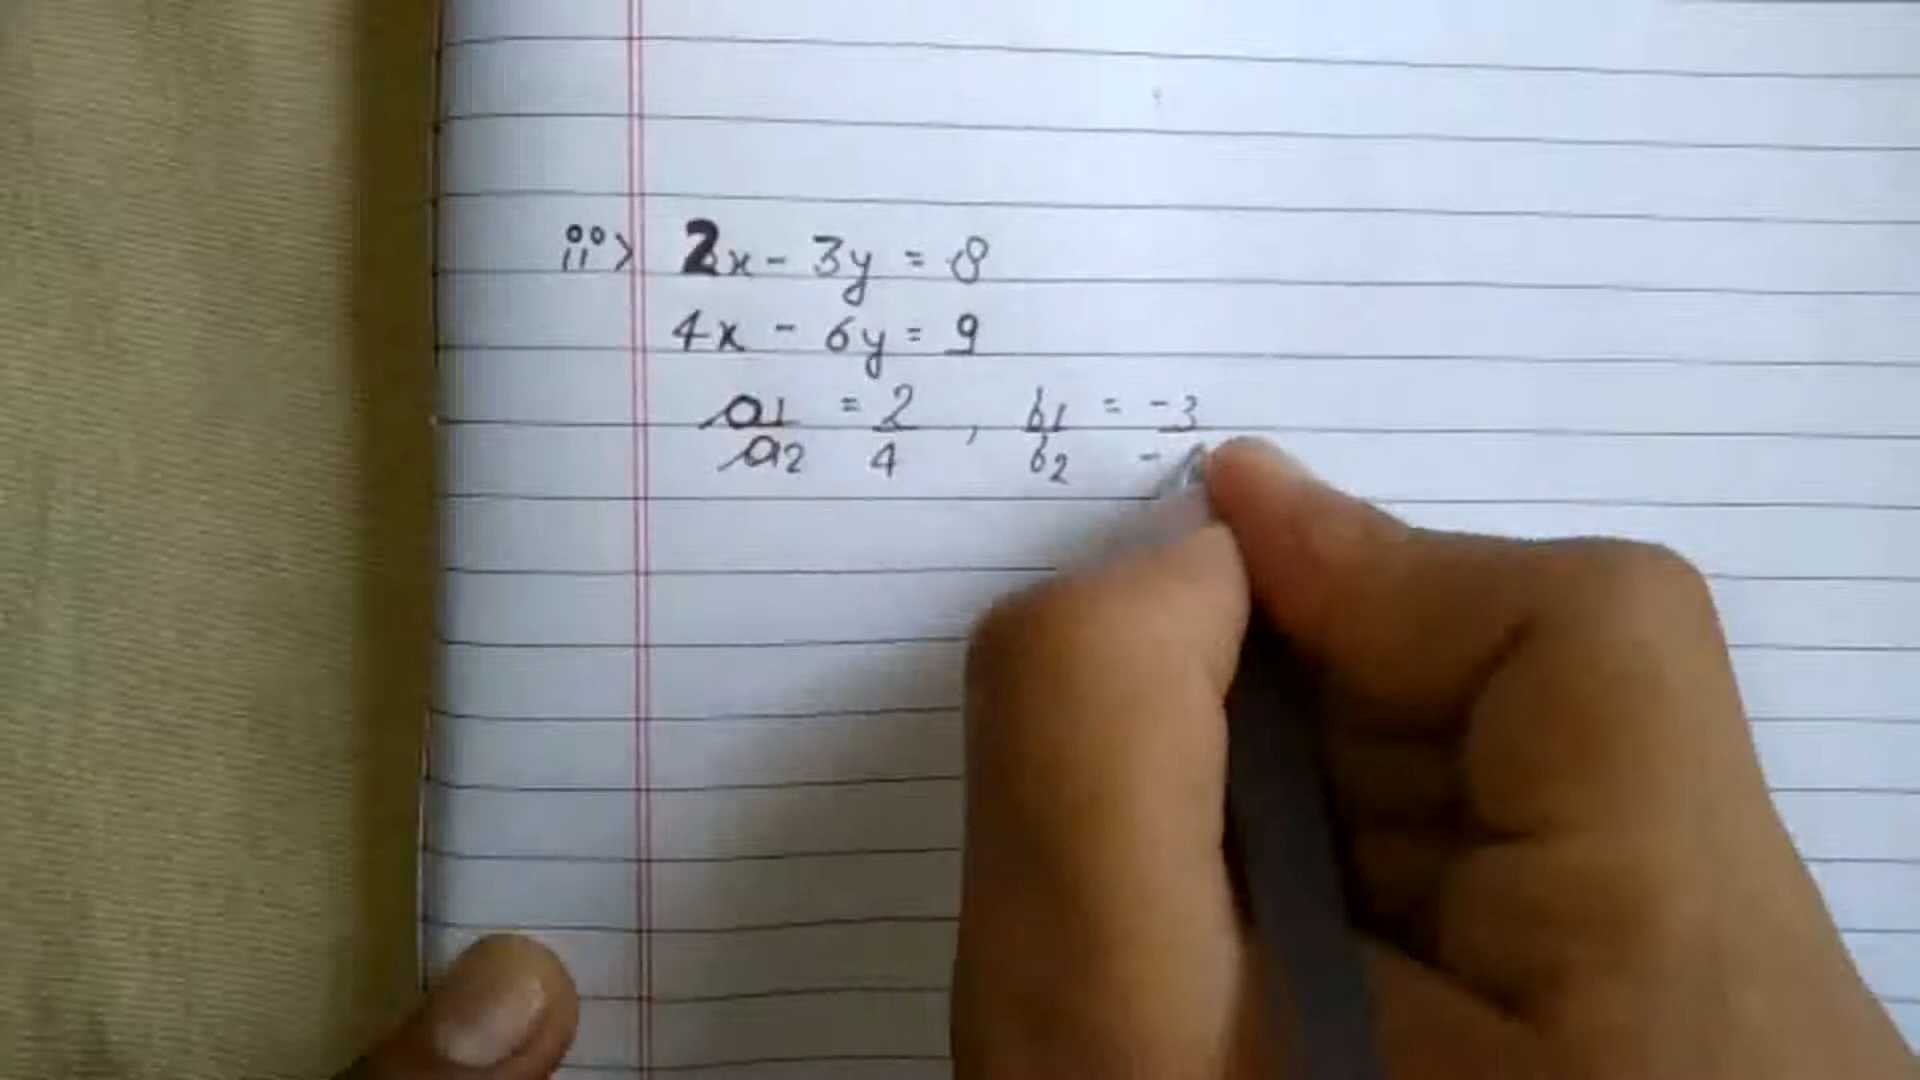 ii> 2x - 3y = 8
4x - 6y = 9
a1 = 2 , b1 = -3
a2 4 b2 -